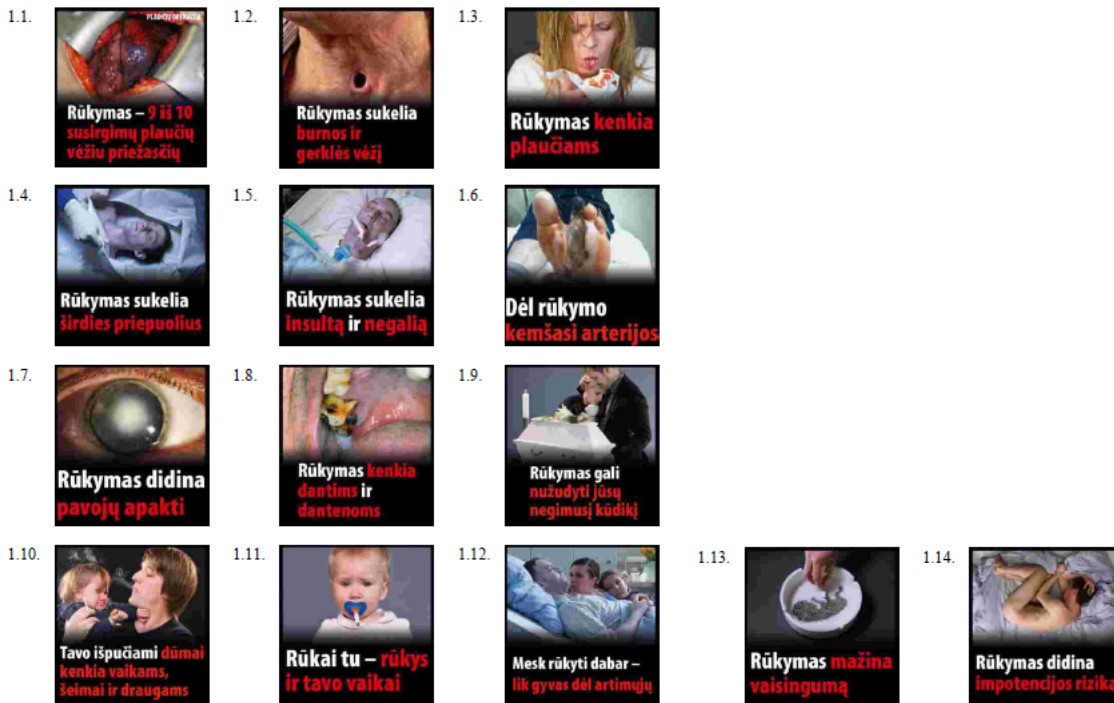 1.1.
PLAUČIŲ OPERACIJA
Rūkymas – 9 iš 10
susirgimų plaučių
vėžiu priežasčių
1.2.
Rūkymas sukelia
burnos ir
gerklės vėžį
1.3.
Rūkymas kenkia
plaučiams
1.4.
Rūkymas sukelia
širdies priepuolius
1.5.
Rūkymas sukelia
insultą ir negalią
1.6.
Dėl rūkymo
kemšasi arterijos
1.7.
Rūkymas didina
pavojų apakti
1.8.
Rūkymas kenkia
dantims ir
dantenoms
1.9.
Rūkymas gali
nužudyti jūsų
negimusį kūdikį
1.10.
Tavo išpučiami dūmai
kenkia vaikams,
šeimai ir draugams
1.11.
Rūkai tu – rūkys
ir tavo vaikai
1.12.
Mesk rūkyti dabar –
lik gyvas dėl artimųjų
1.13.
Rūkymas mažina
vaisingumą
1.14.
Rūkymas didina
impotencijos riziką